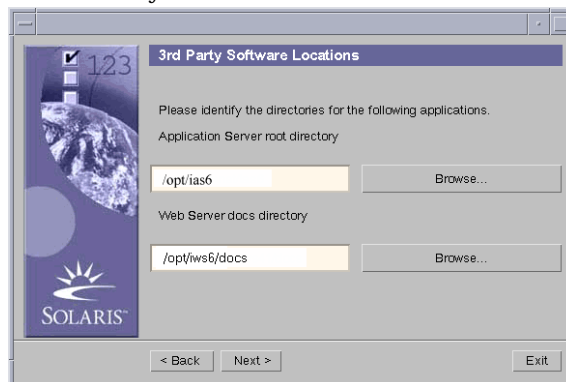 123
3rd Party Software Locations
Please identify the directories for the following applications.
Application Server root directory
/opt/ias6
Browse...
Web Server docs directory
/opt/iws6/docs
Browse...
SOLARIS™
< Back
Next >
Exit